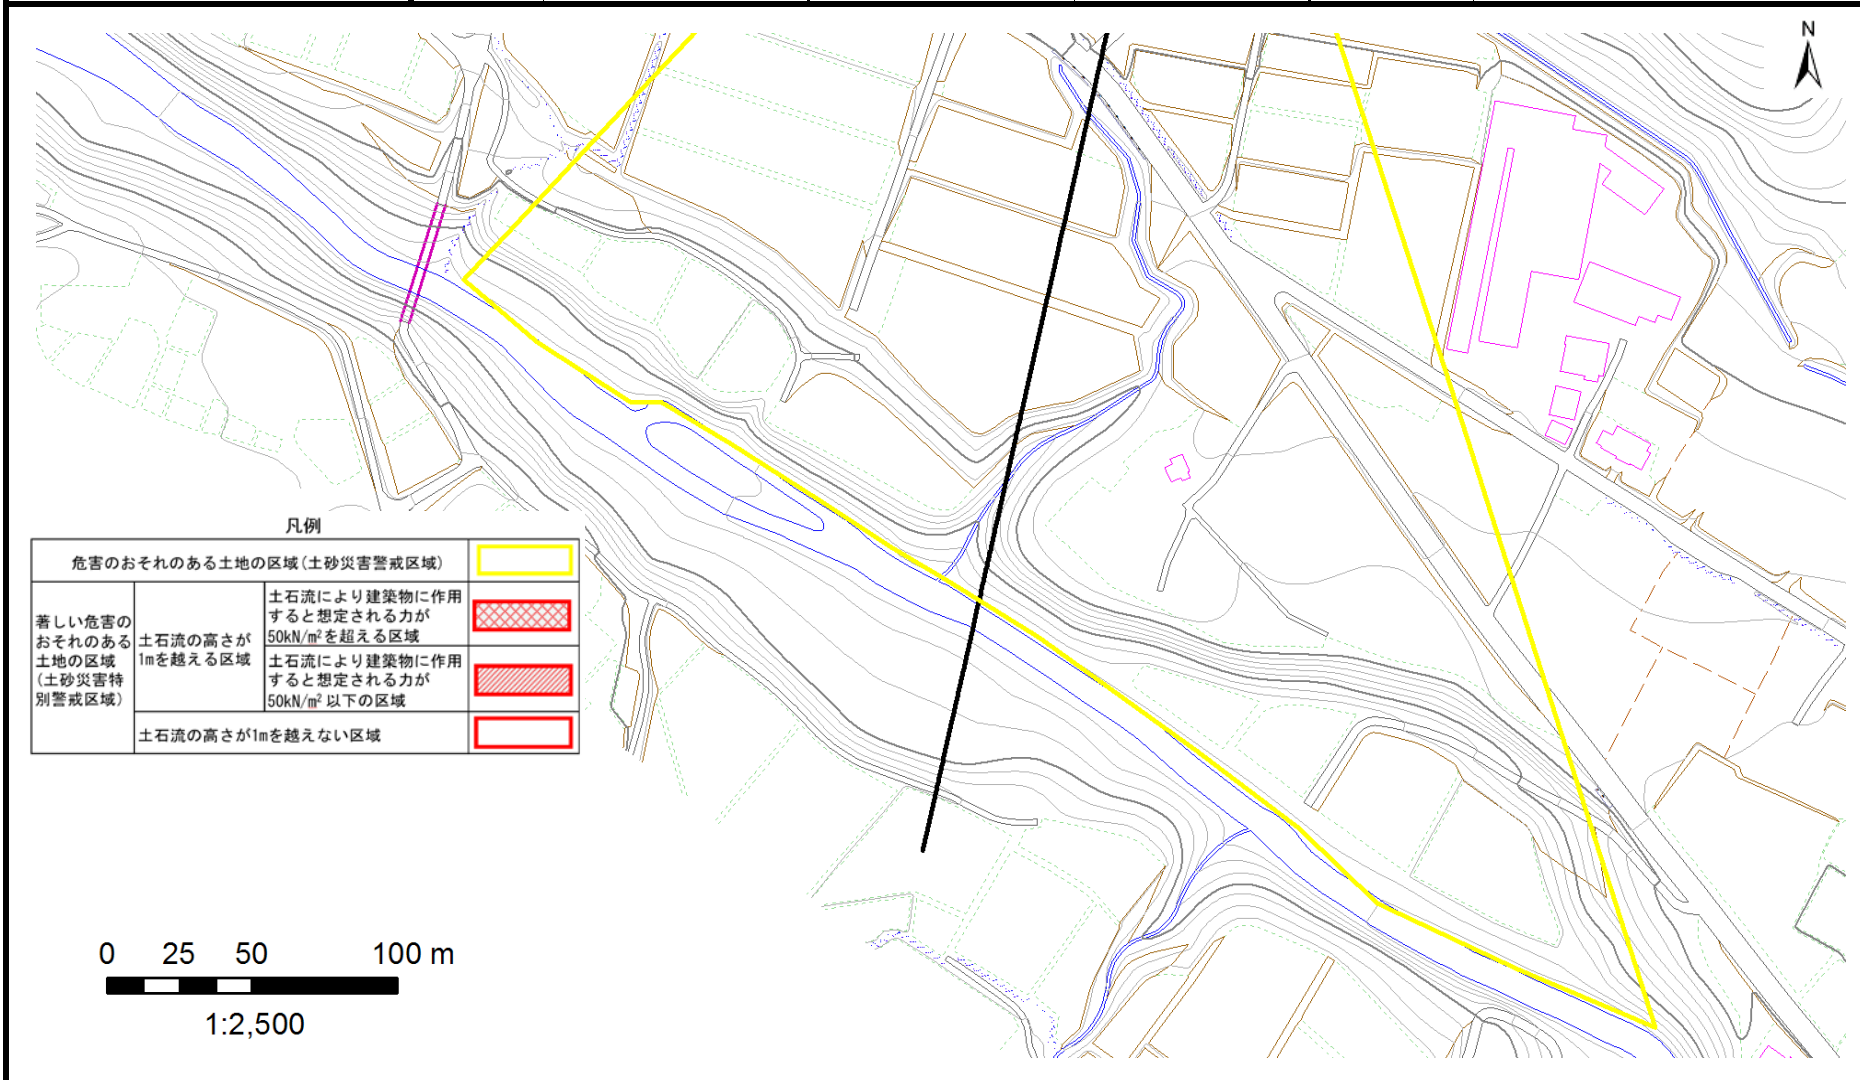 N
凡例
危害のおそれのある土地の区域(土砂災害警戒区域)
著しい危害の
おそれのある
土地の区域
(土砂災害特
別警戒区域)
土石流の高さが
1mを越える区域
土石流により建築物に作用
すると想定される力が
50kN/m²を超える区域
土石流により建築物に作用
すると想定される力が
50kN/m² 以下の区域
土石流の高さが1mを越えない区域
0 25 50 100 m
1:2,500